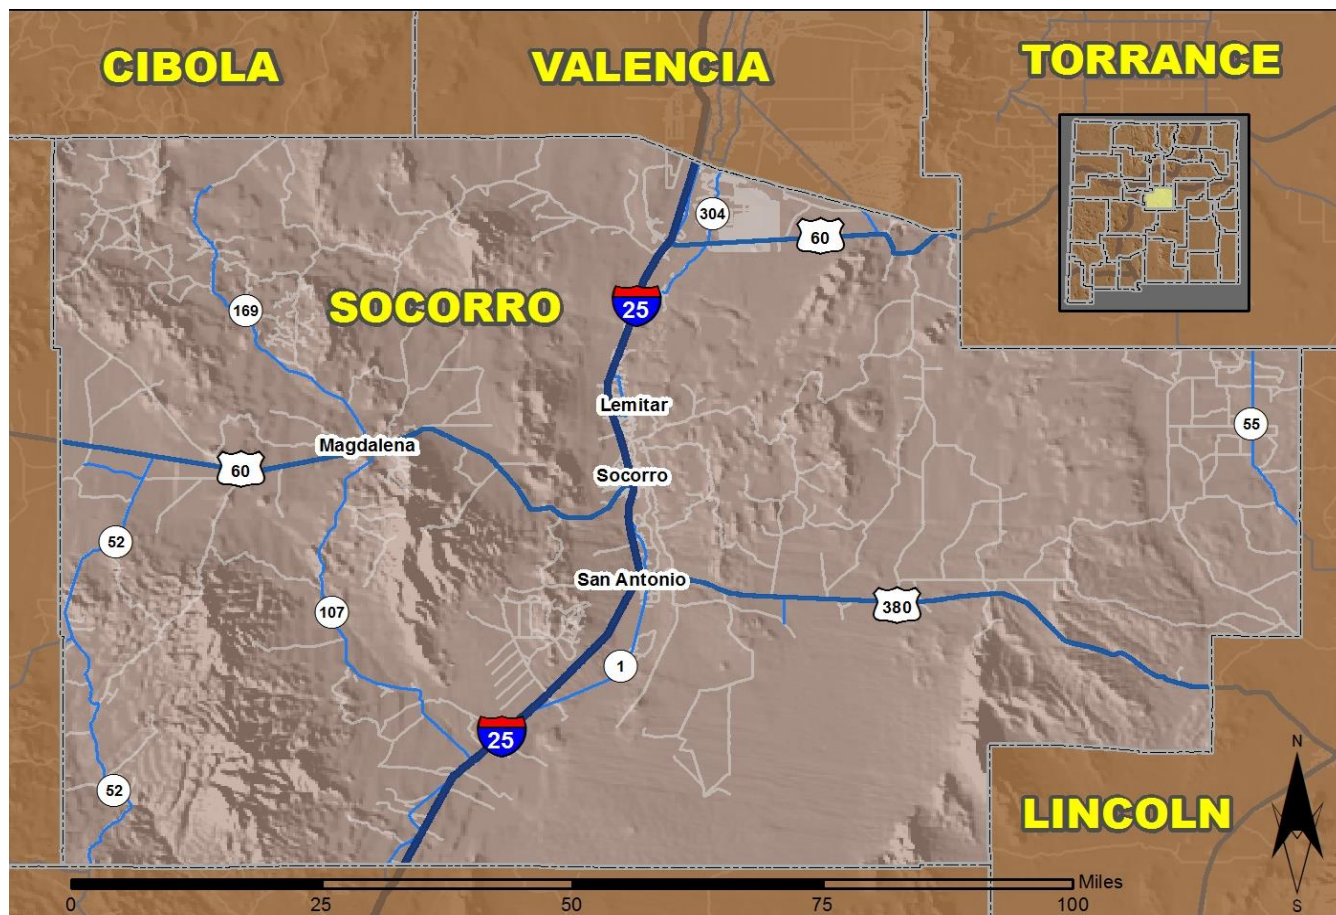 CIBOLA
VALENCIA
TORRANCE
304
60
169
SOCORRO
25
Lemitar
55
Magdalena
60
Socorro
52
San Antonio
380
107
1
25
52
LINCOLN
N
S
Miles
0 25 50 75 100